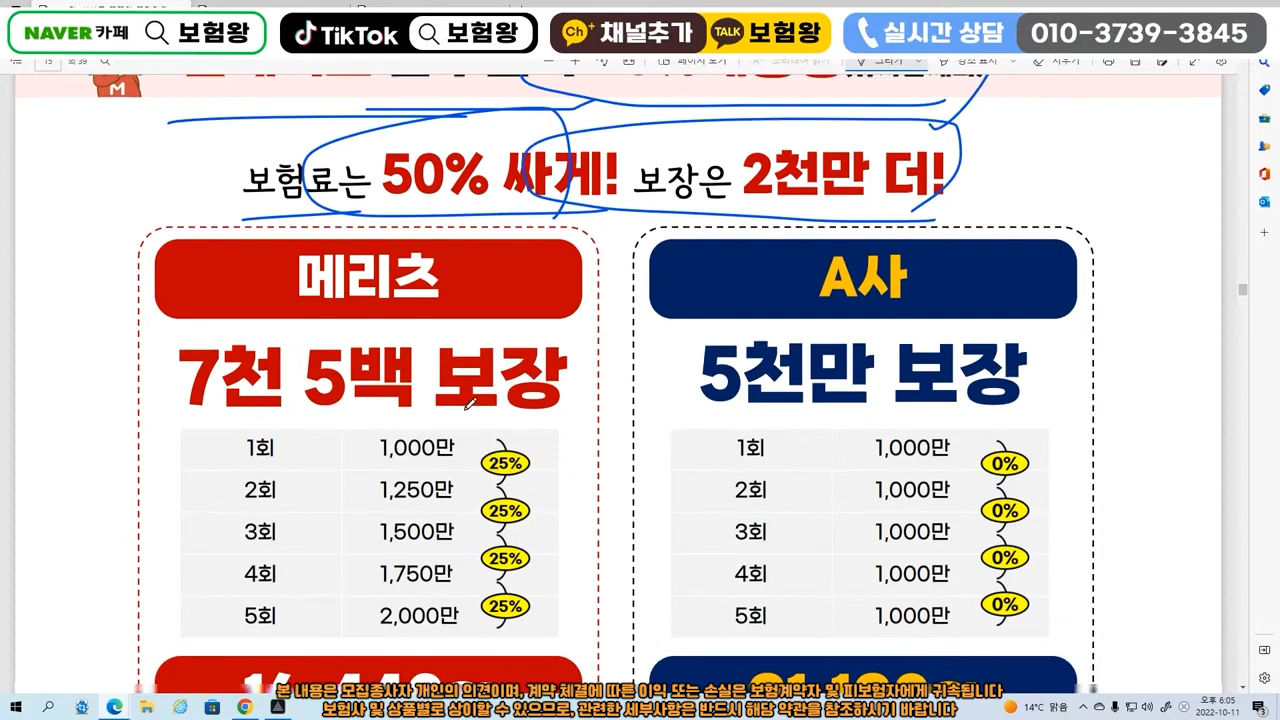 NAVER 카페 보험왕
TikTok 보험왕
Ch+ 채널추가 TALK 보험왕
실시간 상담 010-3739-3845
M
보험료는 50% 싸게! 보장은 2천만 더!
메리츠
7천 5백 보장
1회 1,000만
25%
2회 1,250만
25%
3회 1,500만
25%
4회 1,750만
25%
5회 2,000만
A사
5천만 보장
1회 1,000만
0%
2회 1,000만
0%
3회 1,000만
0%
4회 1,000만
0%
5회 1,000만
본 내용은 모집종사자 개인의 의견이며, 계약 체결에 따른 이익 또는 손실은 보험계약자 및 피보험자에게 귀속됩니다
보험사 및 상품별로 상이할 수 있으므로, 관련한 세부사항은 반드시 해당 약관을 참조하시기 바랍니다
14℃ 맑음
오후 6:05
2022-10-11